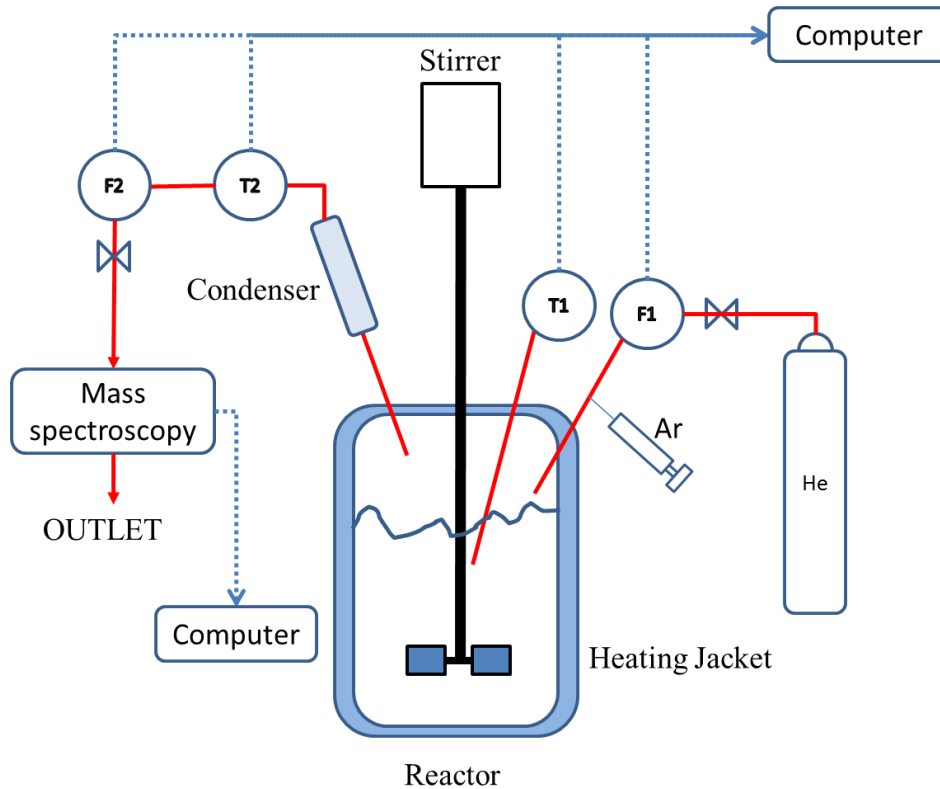 Computer
Stirrer
F2
T2
Condenser
T1
F1
Mass
spectroscopy
Ar
He
OUTLET
Computer
Heating Jacket
Reactor